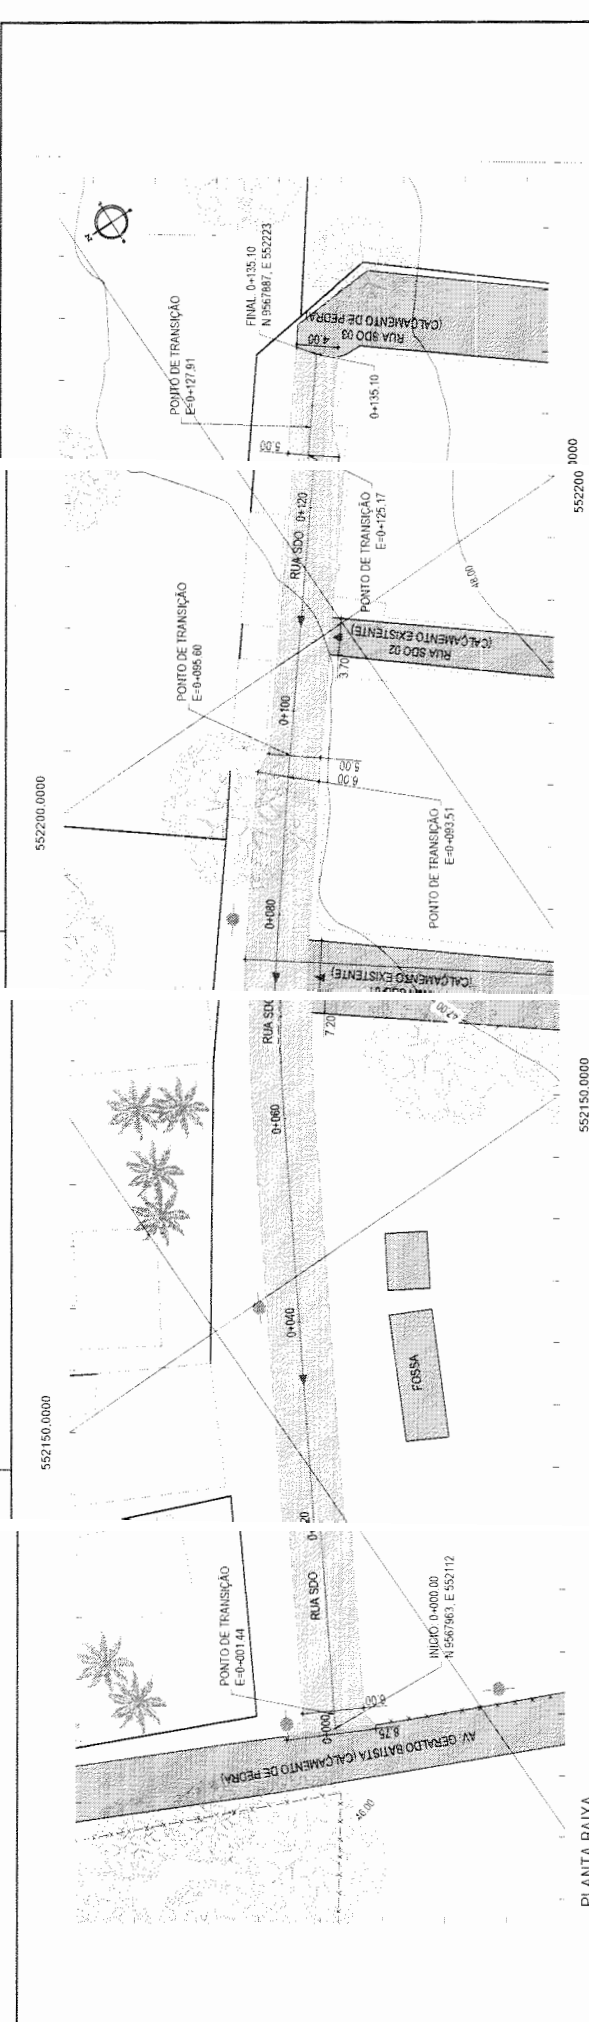 FINAL 0+135.10
N 9567887, E 552223
PONTO DE TRANSIÇÃO
E=0+127,91
RUA SDO 03
(CALÇAMENTO DE PEDRA)
4.00
0+135.10
5.00
552200
0000
0+120
RUA SDO
PONTO DE TRANSIÇÃO
E=0+125.17
48.00
PONTO DE TRANSIÇÃO
E=0+095.60
RUA SDO 02
(CALÇAMENTO EXISTENTE)
3.70
0+100
5.00
6.00
552200.0000
PONTO DE TRANSIÇÃO
E=0+093.51
0+080
(CALÇAMENTO EXISTENTE)
RUA SDO
7.20
47.00
552150.0000
0+060
0+040
FOSSA
552150.0000
20
0+
RUA SDO
PONTO DE TRANSIÇÃO
E=0+001.44
INICIO 0+000.00
N 9567963, E 552112
0+000
6.00
8.75
AV. GERALDO BATISTA (CALÇAMENTO DE PEDRA)
46.00
PLANTA BAIXA